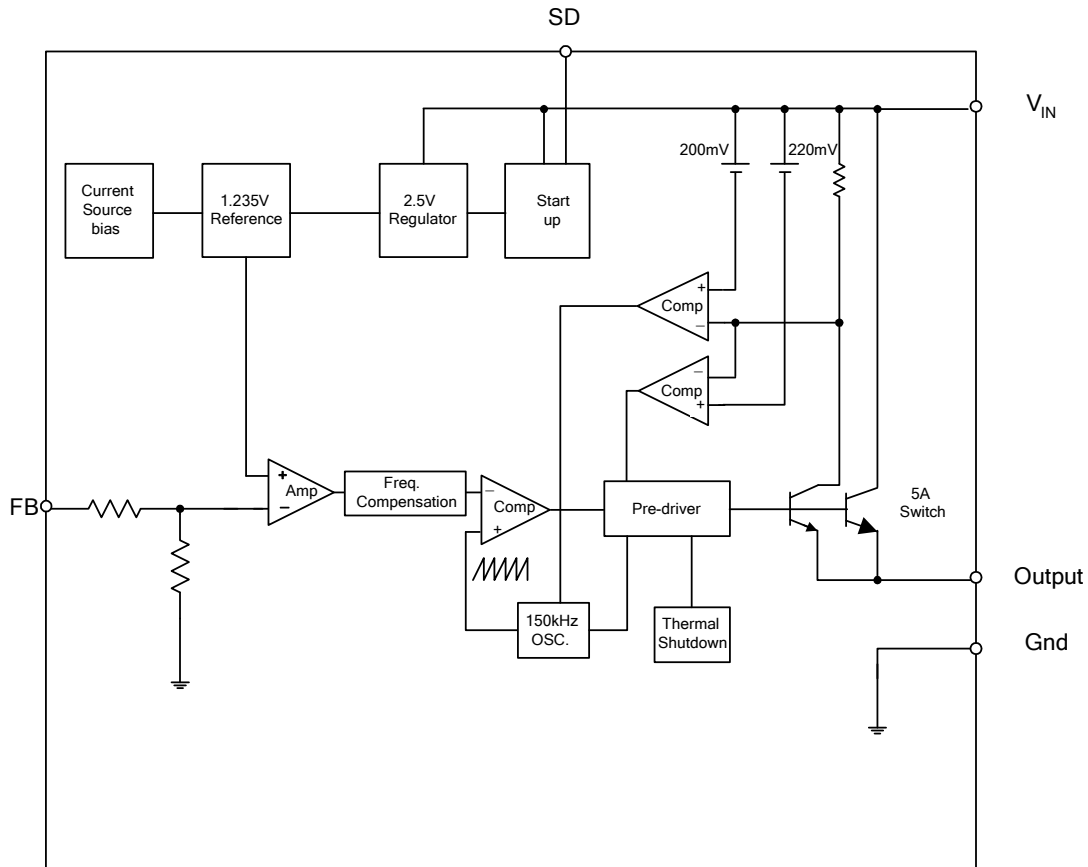 SD
V_IN
200mV
220mV
Current
Source
bias
1.235V
Reference
2.5V
Regulator
Start
up
+
Comp
−
−
Comp
+
FB
+
Amp
−
Freq.
Compensation
−
Comp
+
Pre-driver
5A
Switch
Output
150kHz
OSC.
Thermal
Shutdown
Gnd